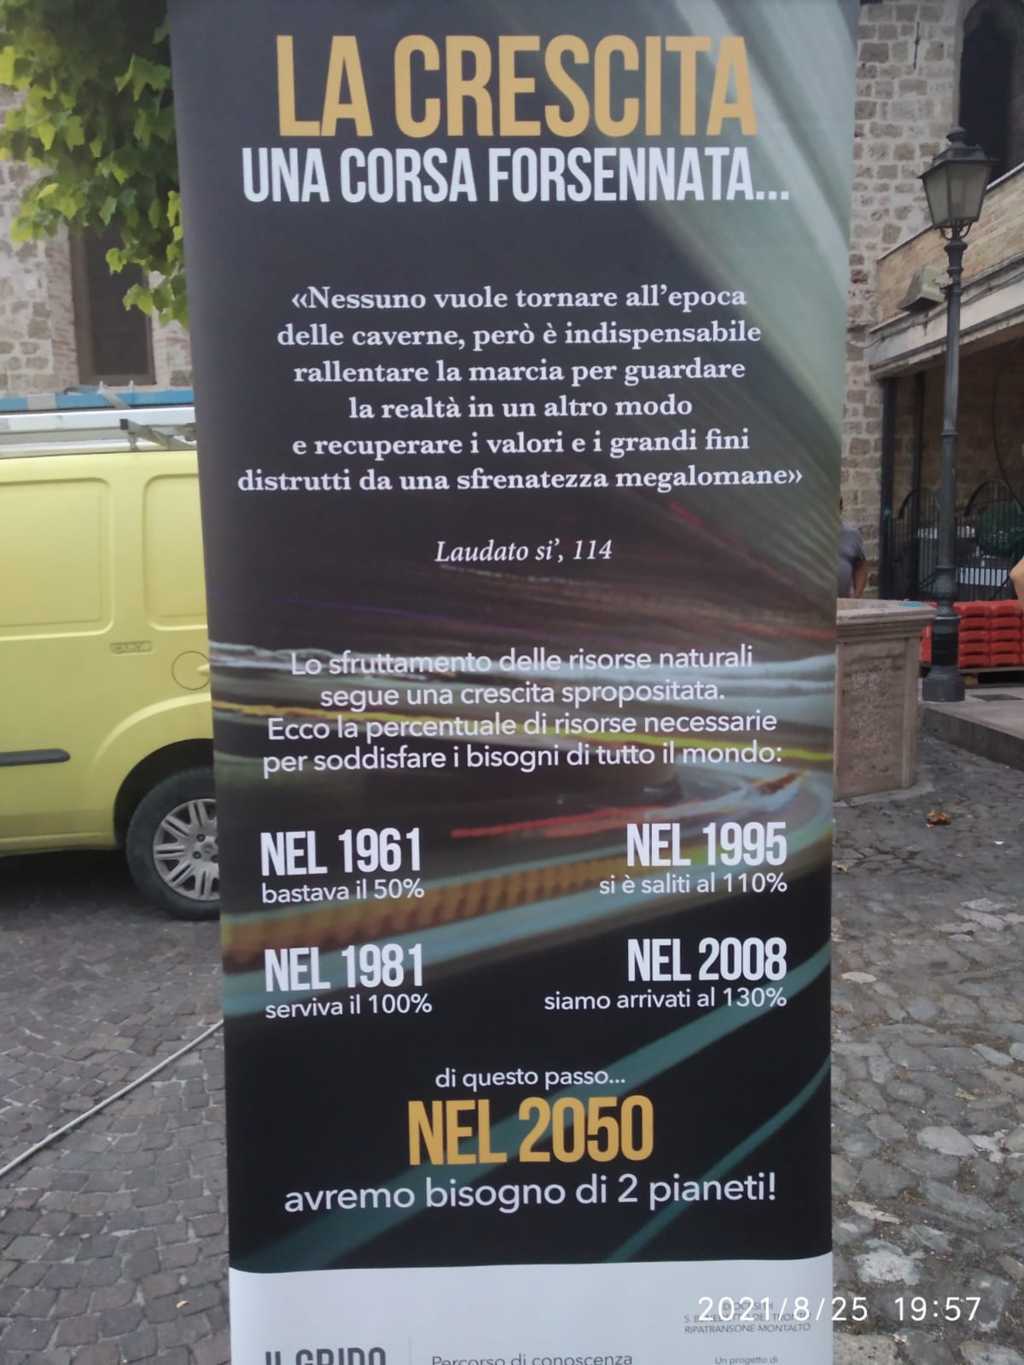 LA CRESCITA
UNA CORSA FORSENNATA...
«Nessuno vuole tornare all'epoca
delle caverne, però è indispensabile
rallentare la marcia per guardare
la realtà in un altro modo
e recuperare i valori e i grandi fini
distrutti da una sfrenatezza megalomane»
Laudato si', 114
Lo sfruttamento delle risorse naturali
segue una crescita spropositata.
Ecco la percentuale di risorse necessarie
per soddisfare i bisogni di tutto il mondo:
NEL 1961
bastava il 50%
NEL 1995
si è saliti al 110%
NEL 1981
serviva il 100%
NEL 2008
siamo arrivati al 130%
di questo passo...
NEL 2050
avremo bisogno di 2 pianeti!
2021/8/25 19:57
RIPATRANSONE MONTALTO
IL GRIDO
Percorso di conoscenza
Un progetto di